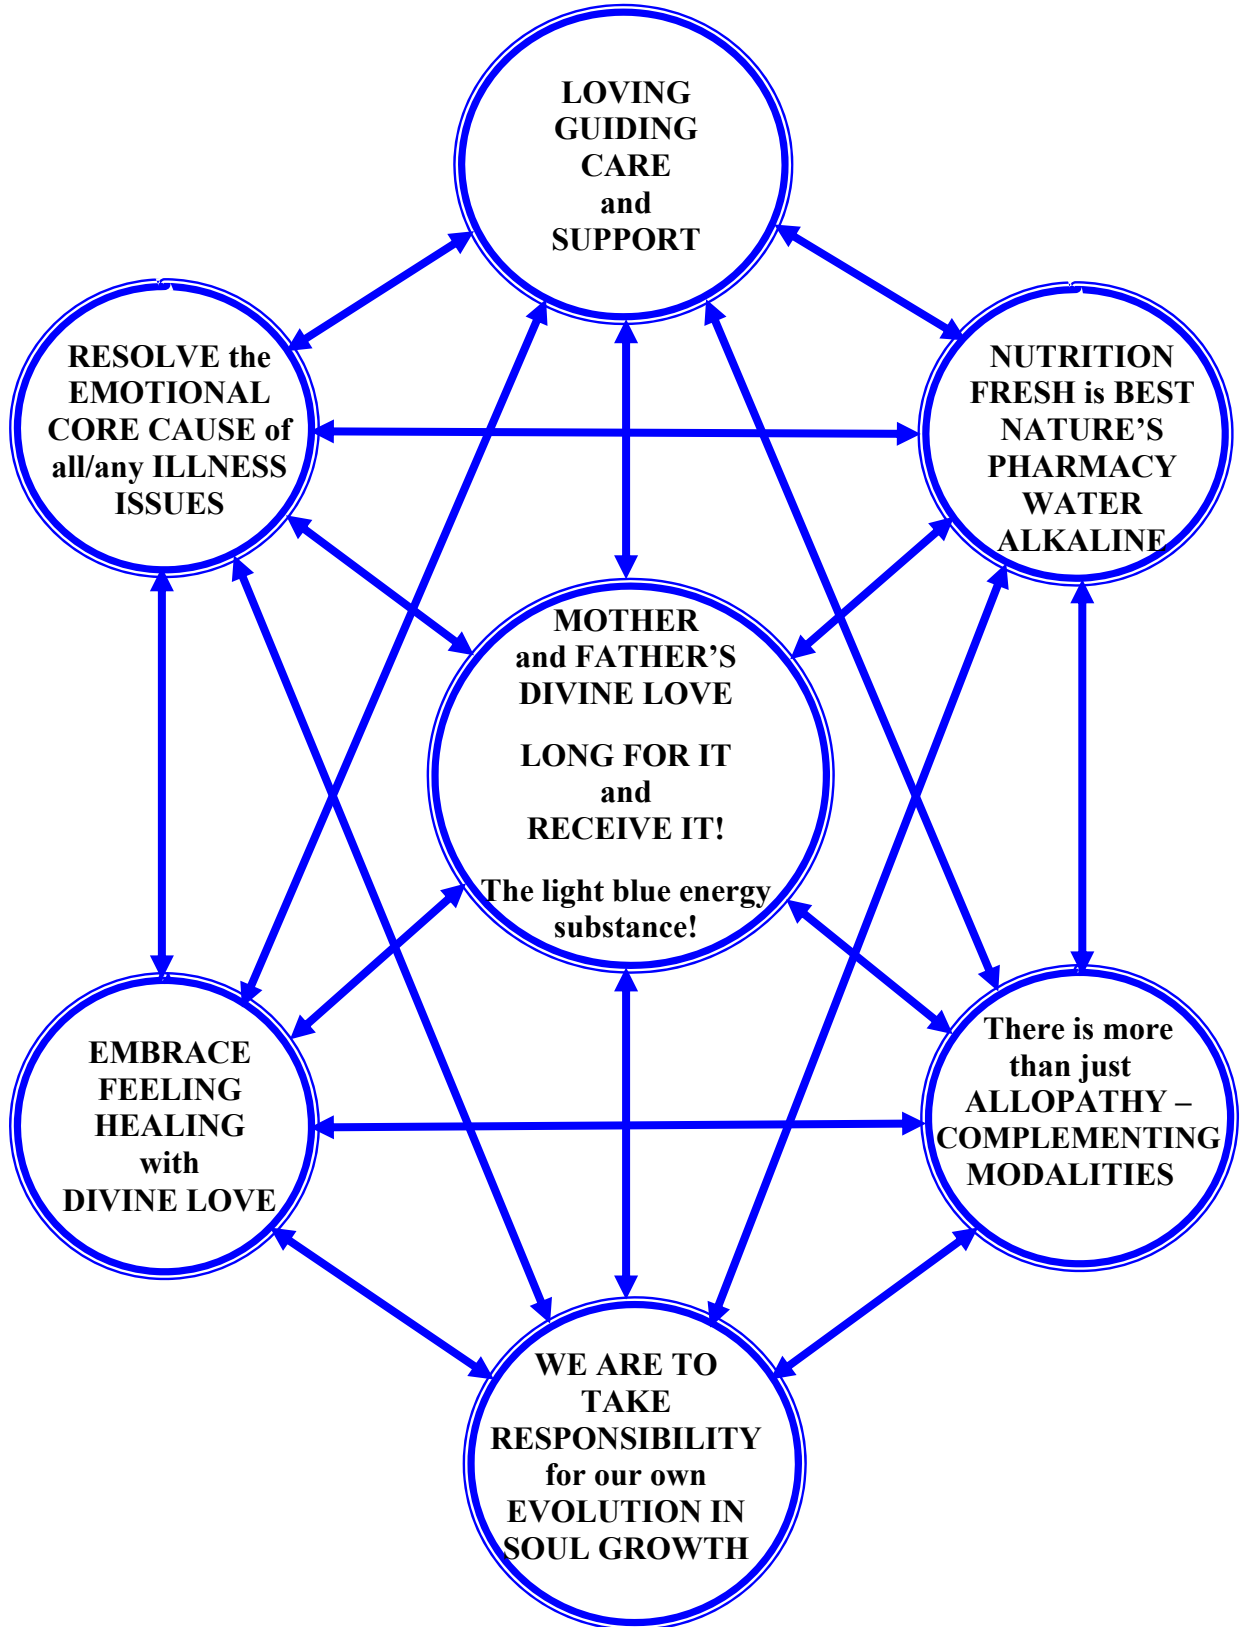 LOVING
GUIDING
CARE
and
SUPPORT
RESOLVE the
EMOTIONAL
CORE CAUSE of
all/any ILLNESS
ISSUES
NUTRITION
FRESH is BEST
NATURE’S
PHARMACY
WATER
ALKALINE
MOTHER
and FATHER’S
DIVINE LOVE
LONG FOR IT
and
RECEIVE IT!
The light blue energy
substance!
EMBRACE
FEELING
HEALING
with
DIVINE LOVE
There is more
than just
ALLOPATHY –
COMPLEMENTING
MODALITIES
WE ARE TO
TAKE
RESPONSIBILITY
for our own
EVOLUTION IN
SOUL GROWTH